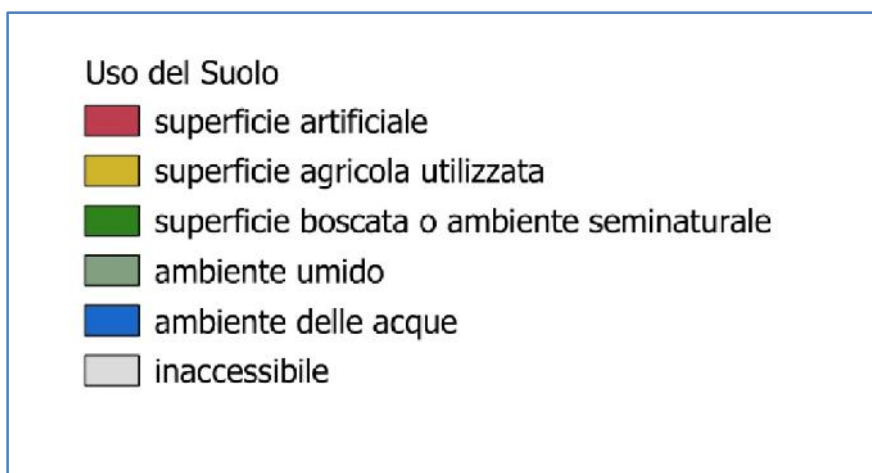 Uso del Suolo
superficie artificiale
superficie agricola utilizzata
superficie boscata o ambiente seminaturale
ambiente umido
ambiente delle acque
inaccessibile